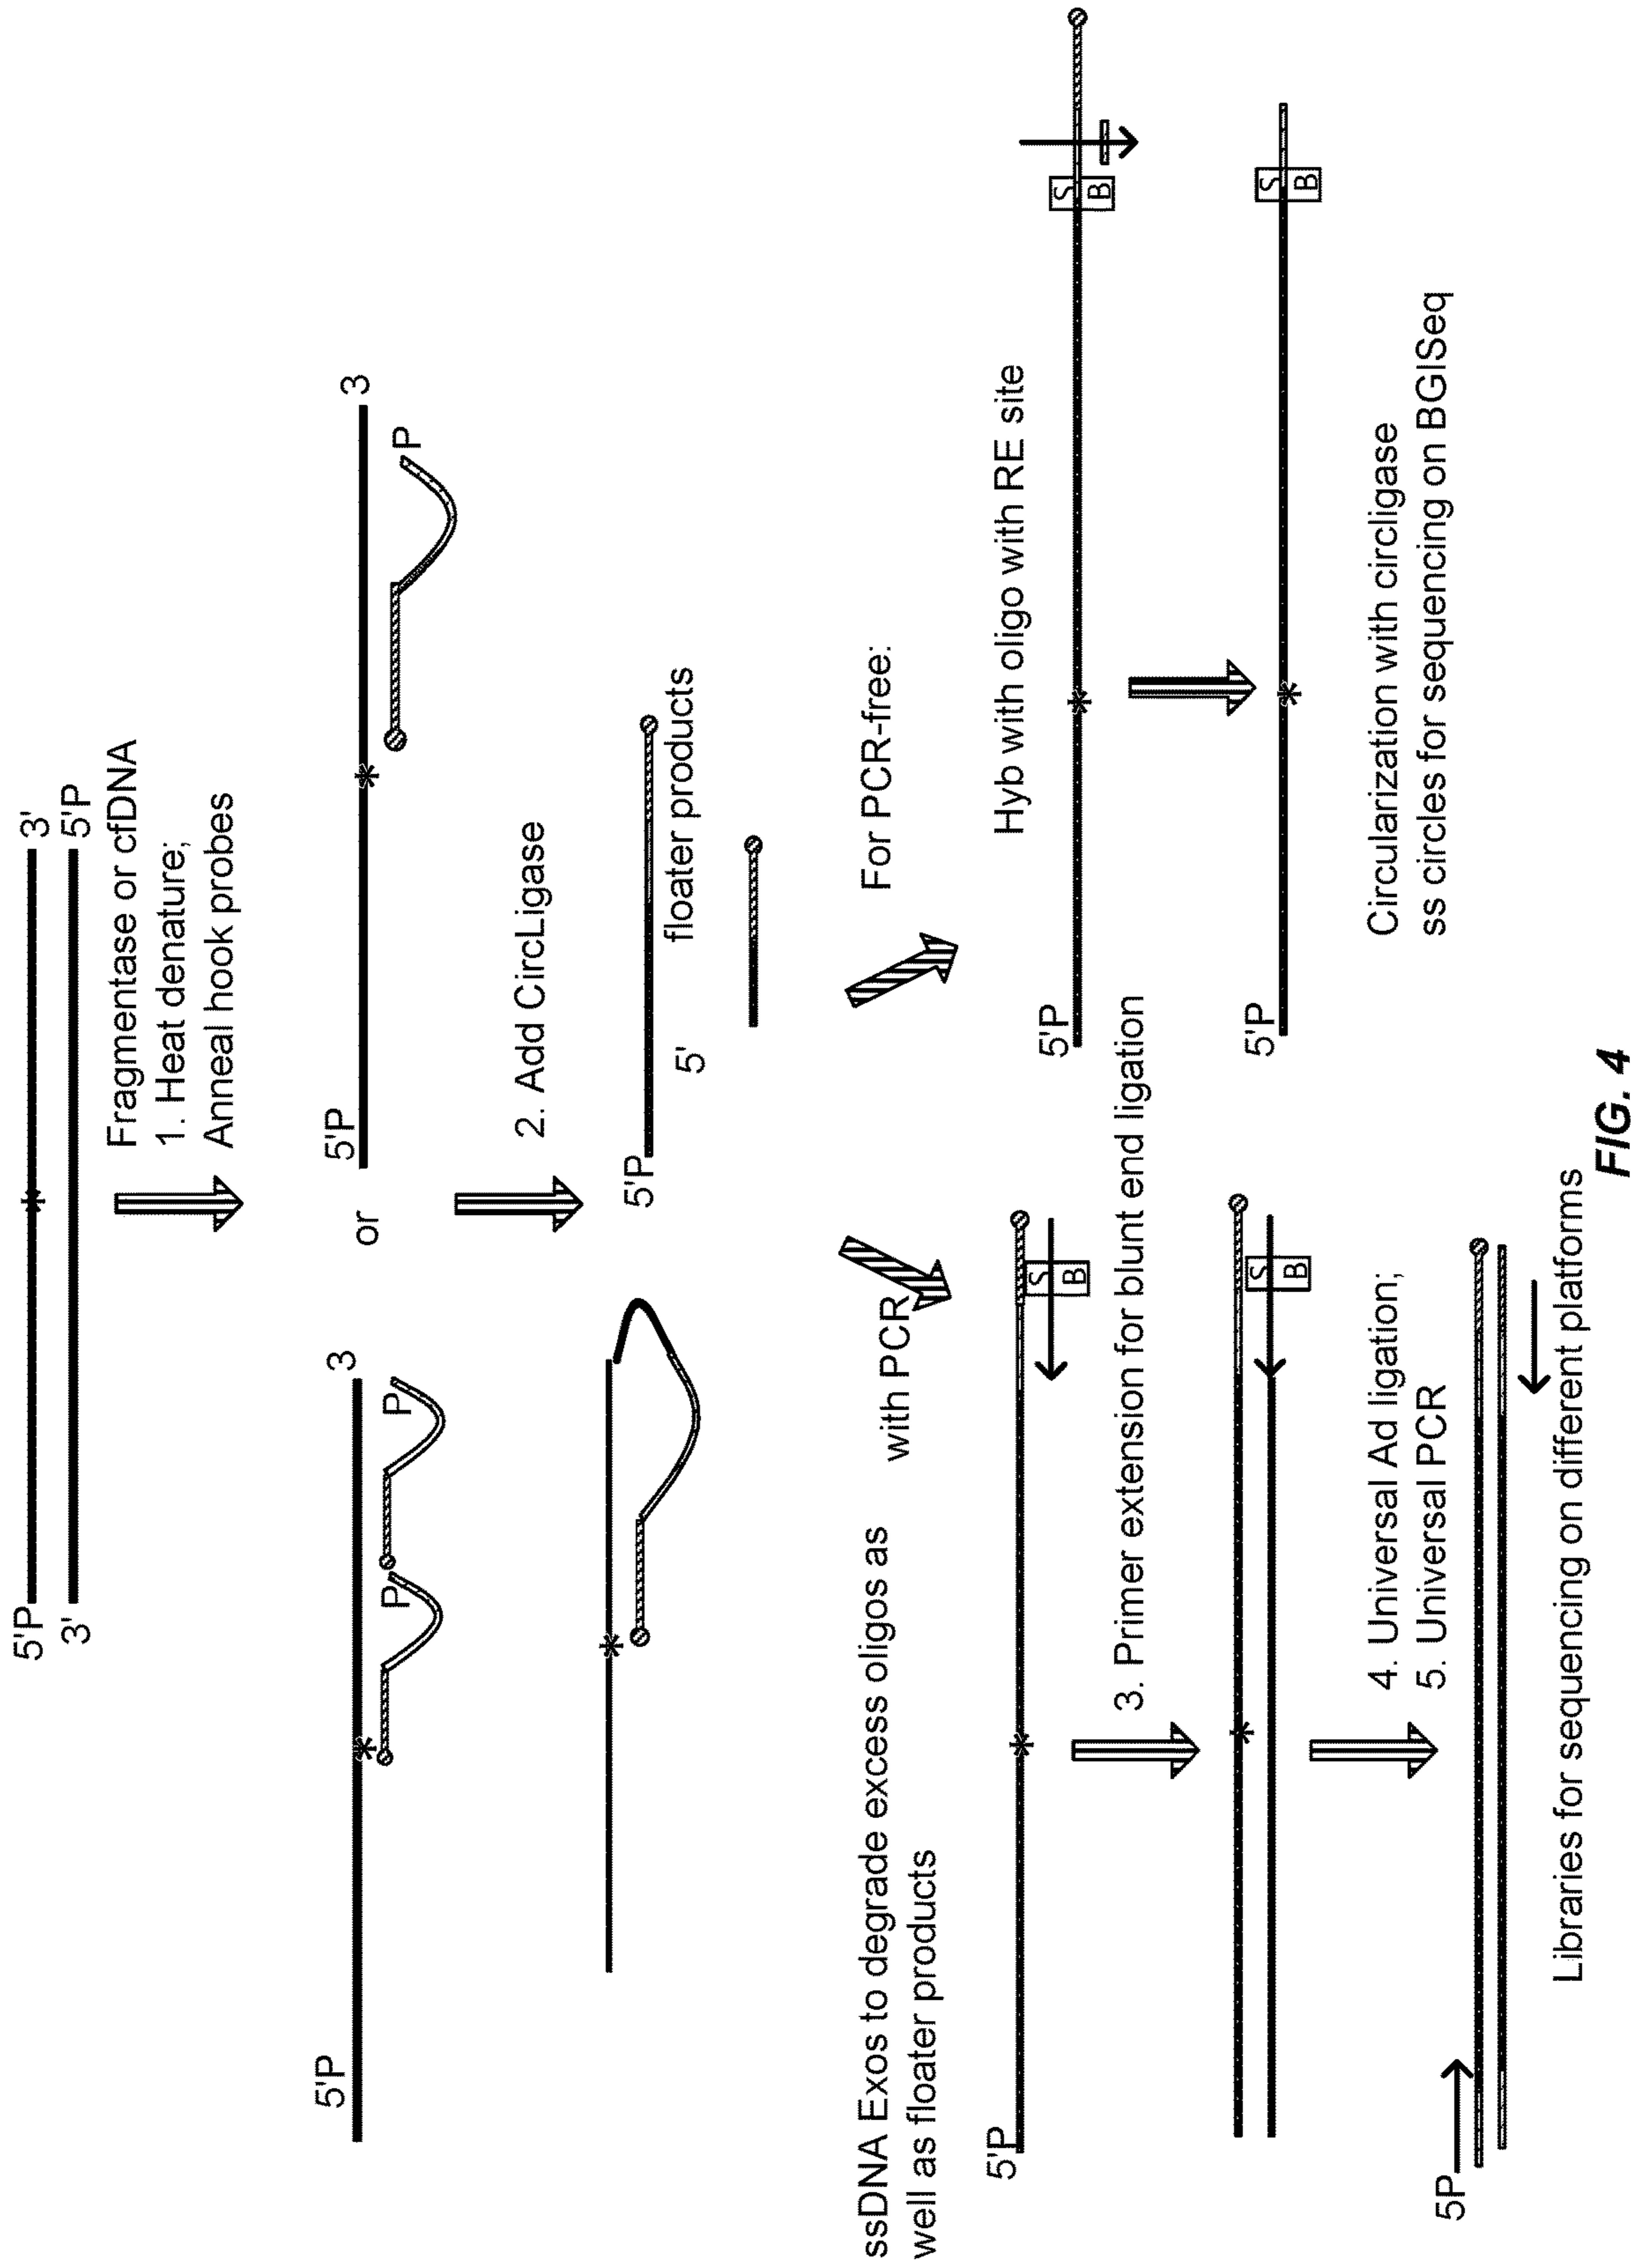 5'P 3'
3' 5'P
Fragmentase or cfDNA
1. Heat denature;
Anneal hook probes
5'P 3 or 5'P 3
P P P
2. Add CircLigase
5'P
floater products
5'
ssDNA Exos to degrade excess oligos as
well as floater products
with PCR
For PCR-free:
Hyb with oligo with RE site
5'P
S
B
5'P
S
B
3. Primer extension for blunt end ligation
S
B
5'P
S
B
4. Universal Ad ligation;
5. Universal PCR
Circularization with circligase
ss circles for sequencing on BGISeq
5P
Libraries for sequencing on different platforms
FIG. 4